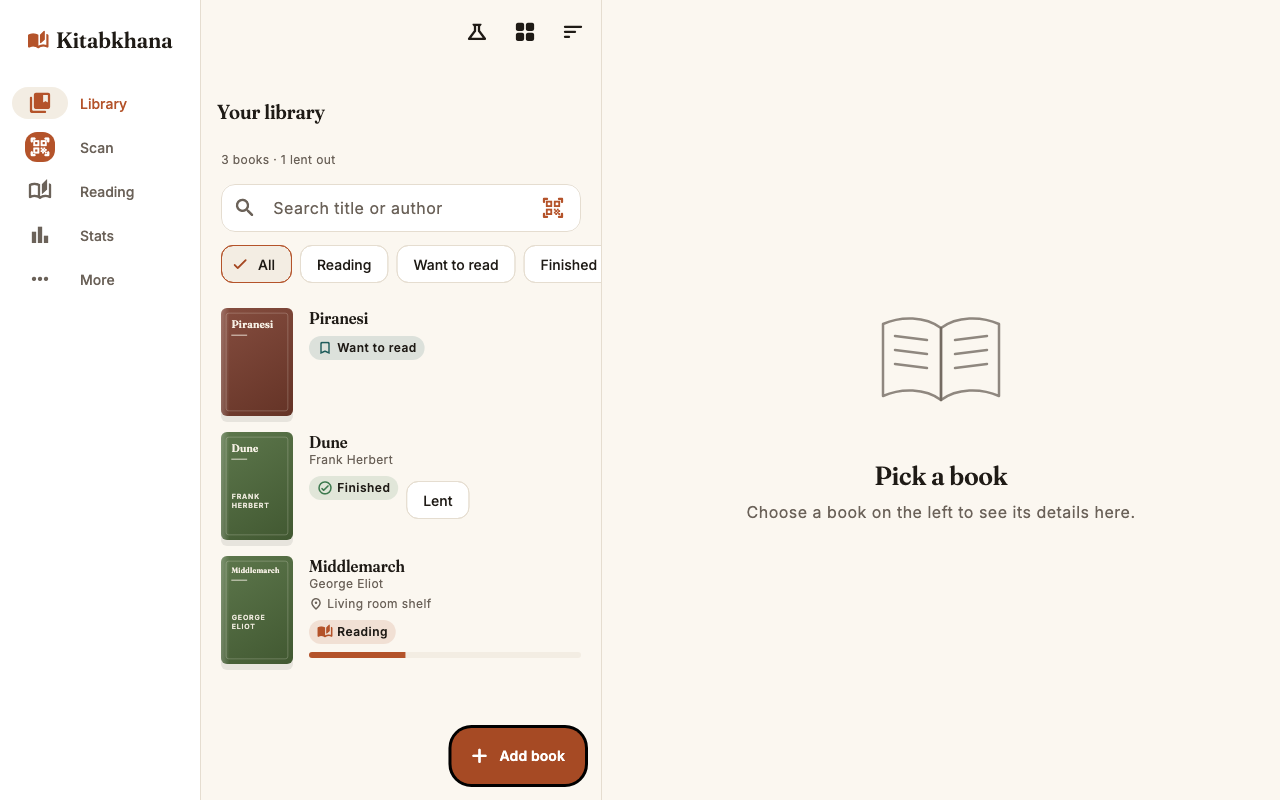 Kitabkhana
Library
Scan
Reading
Stats
More
Your library
3 books · 1 lent out
Search title or author
All
Reading
Want to read
Finished
Piranesi
Piranesi
Want to read
Dune
FRANK
HERBERT
Dune
Frank Herbert
Finished
Lent
Middlemarch
GEORGE
ELIOT
Middlemarch
George Eliot
Living room shelf
Reading
Add book
Pick a book
Choose a book on the left to see its details here.